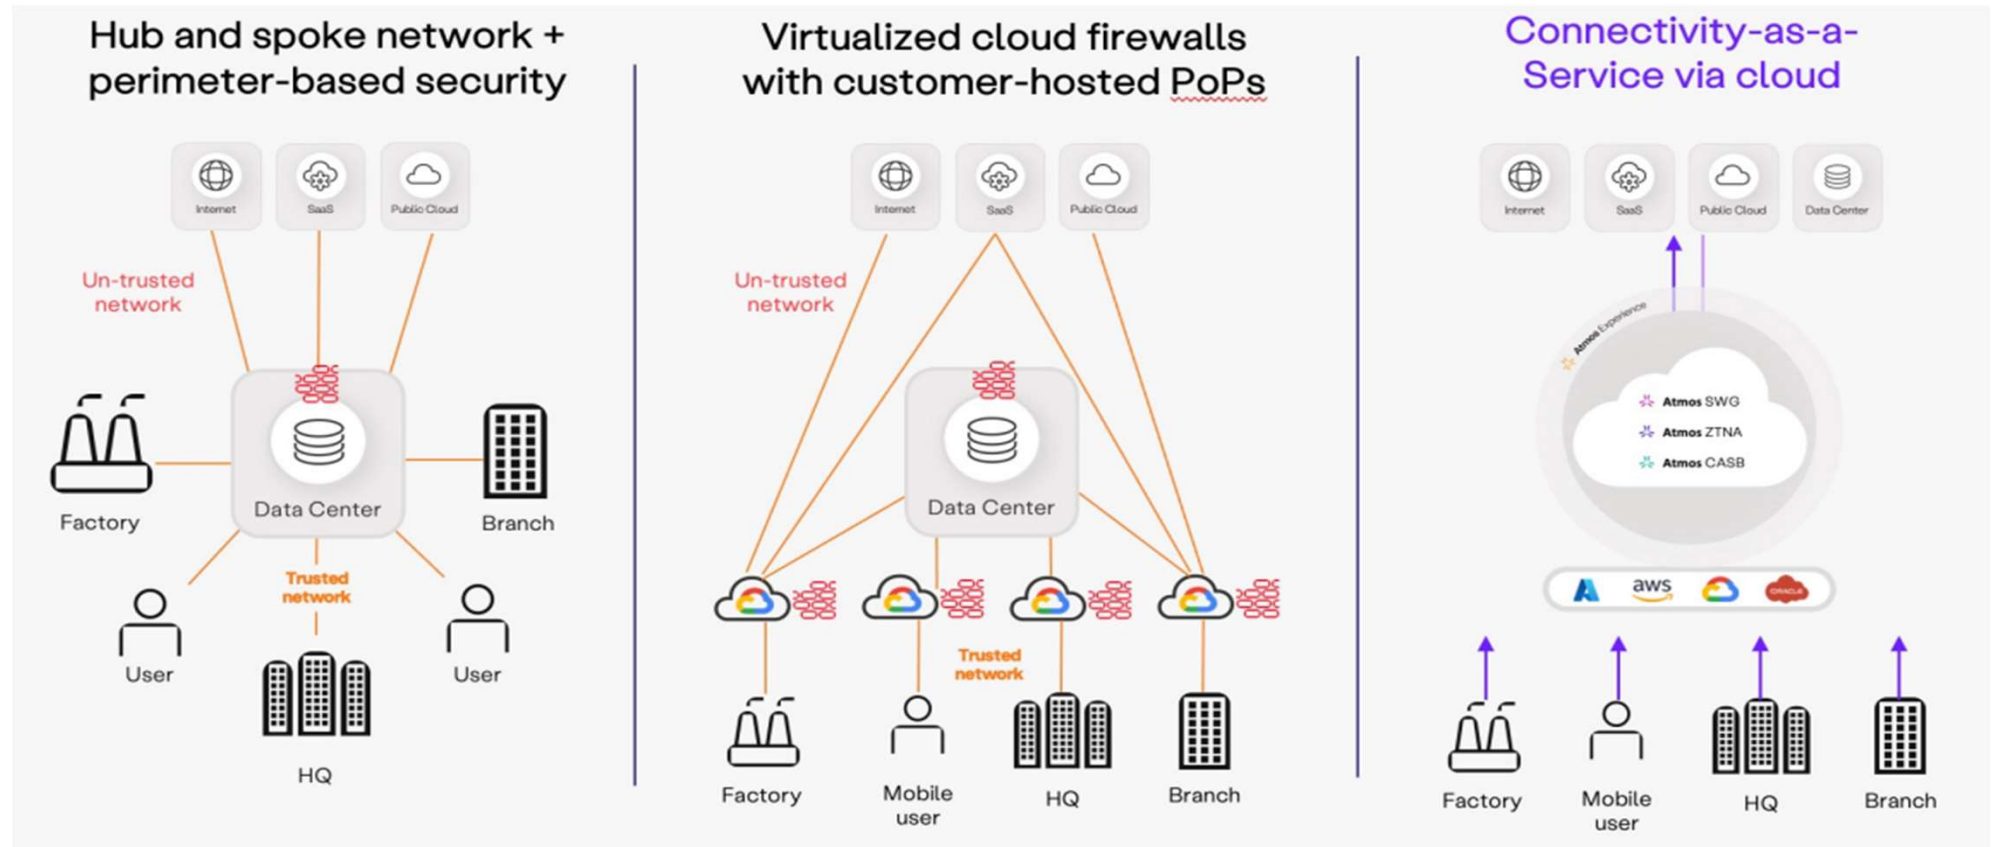 Hub and spoke network +
perimeter-based security
Internet
SaaS
Public Cloud
Un-trusted
network
Factory
Data Center
Branch
Trusted
network
User
User
HQ
Virtualized cloud firewalls
with customer-hosted PoPs
Internet
SaaS
Public Cloud
Un-trusted
network
Data Center
Trusted
network
Factory
Mobile
user
HQ
Branch
Connectivity-as-a-
Service via cloud
Internet
SaaS
Public Cloud
Data Center
Atmos Experience
Atmos SWG
Atmos ZTNA
Atmos CASB
aws
ORACLE
Factory
Mobile
user
HQ
Branch